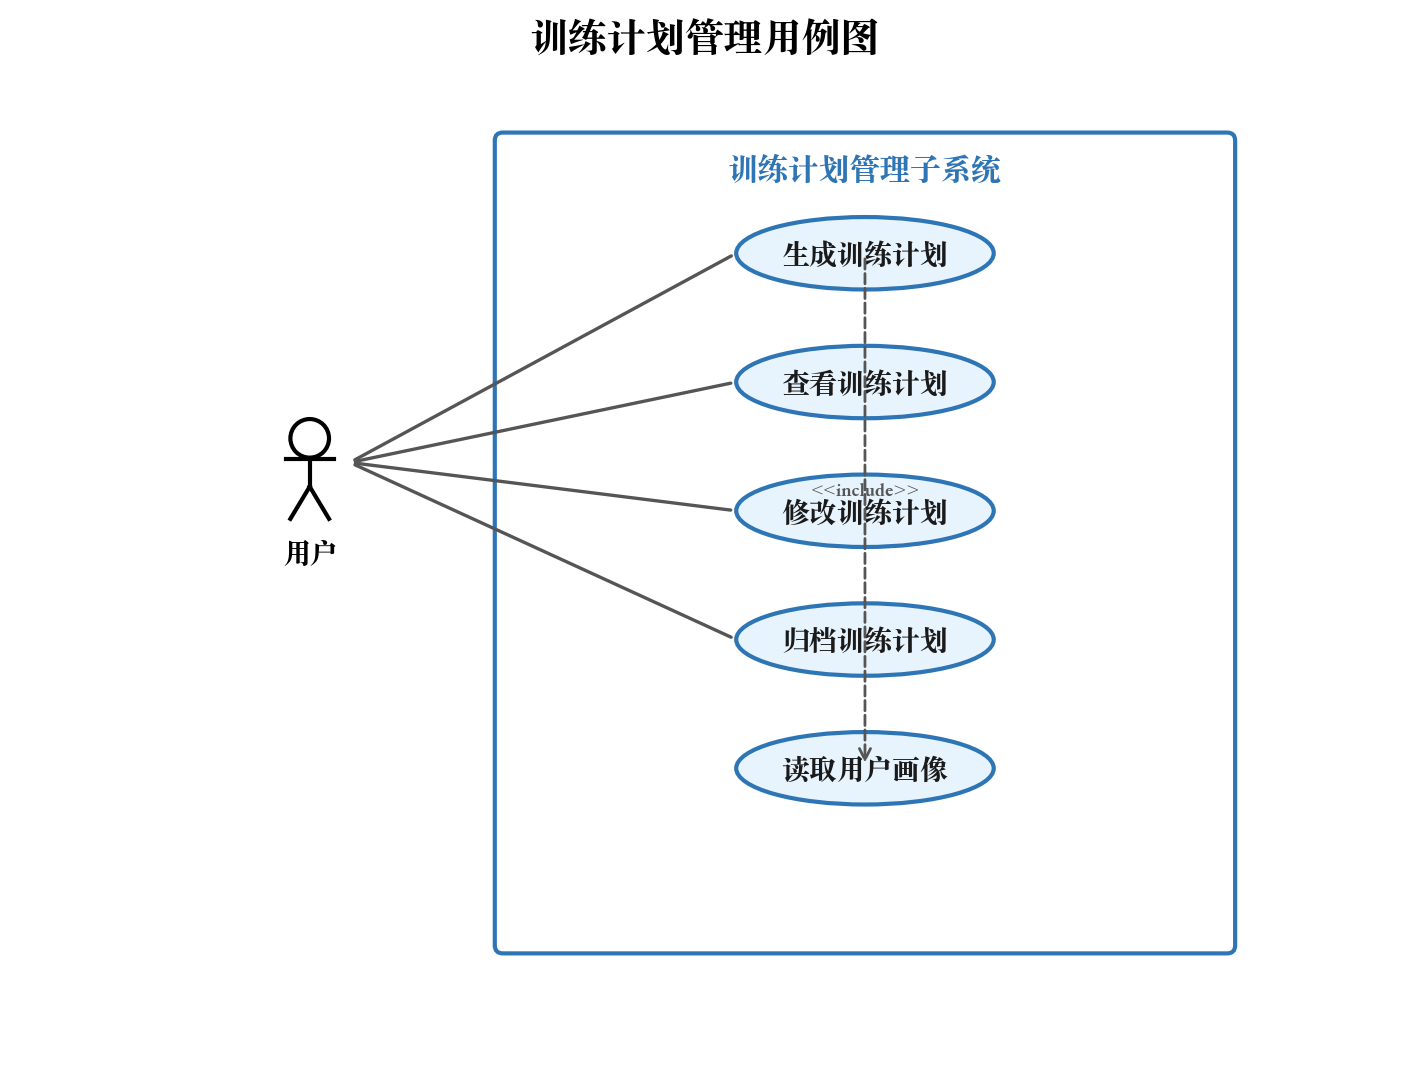 训练计划管理用例图
训练计划管理子系统
生成训练计划
查看训练计划
<<include>>
修改训练计划
用户
归档训练计划
读取用户画像